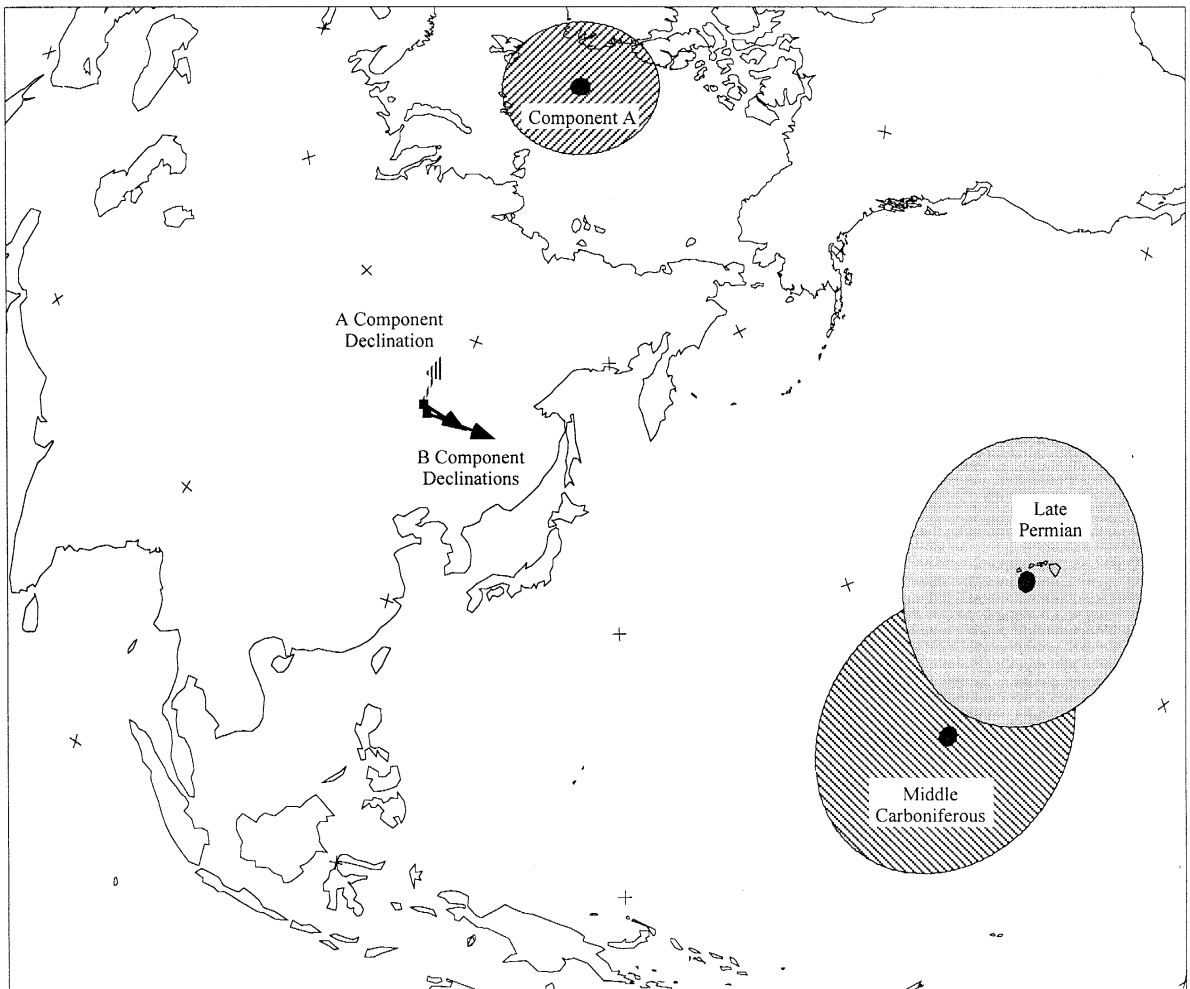 Component A
A Component
Declination
B Component
Declinations
Late
Permian
Middle
Carboniferous